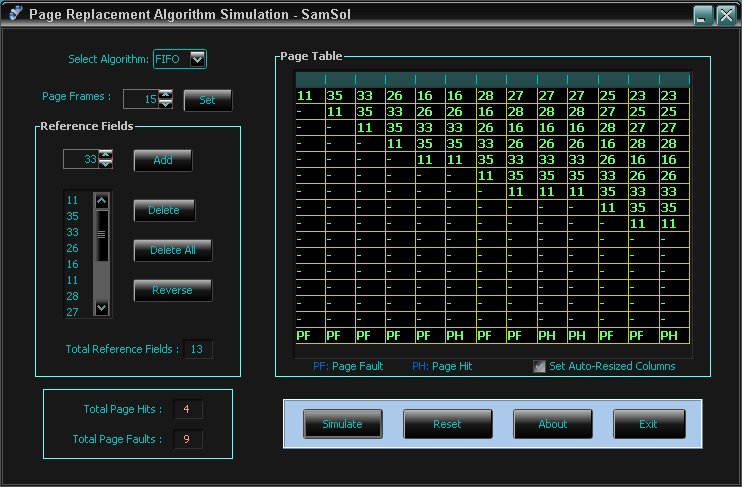 Page Replacement Algorithm Simulation - SamSol
Select Algorithm: FIFO
Page Frames : 15 Set
Reference Fields
33 Add
11
35
33
26
16
11
28
27
Delete
Delete All
Reverse
Total Reference Fields : 13
Total Page Hits : 4
Total Page Faults : 9
Page Table
11 35 33 26 16 16 28 27 27 27 25 23 23
- 11 35 33 26 26 16 28 28 28 27 25 25
- - 11 35 33 33 26 16 16 16 28 27 27
- - - 11 35 35 33 26 26 26 16 28 28
- - - - 11 11 35 33 33 33 26 16 16
- - - - - - 11 35 35 35 33 26 26
- - - - - - - 11 11 11 35 33 33
- - - - - - - - - - 11 35 35
- - - - - - - - - - - 11 11
- - - - - - - - - - - - -
- - - - - - - - - - - - -
- - - - - - - - - - - - -
- - - - - - - - - - - - -
- - - - - - - - - - - - -
- - - - - - - - - - - - -
PF PF PF PF PF PH PF PF PH PH PF PF PH
PF: Page Fault PH: Page Hit Set Auto-Resized Columns
Simulate Reset About Exit